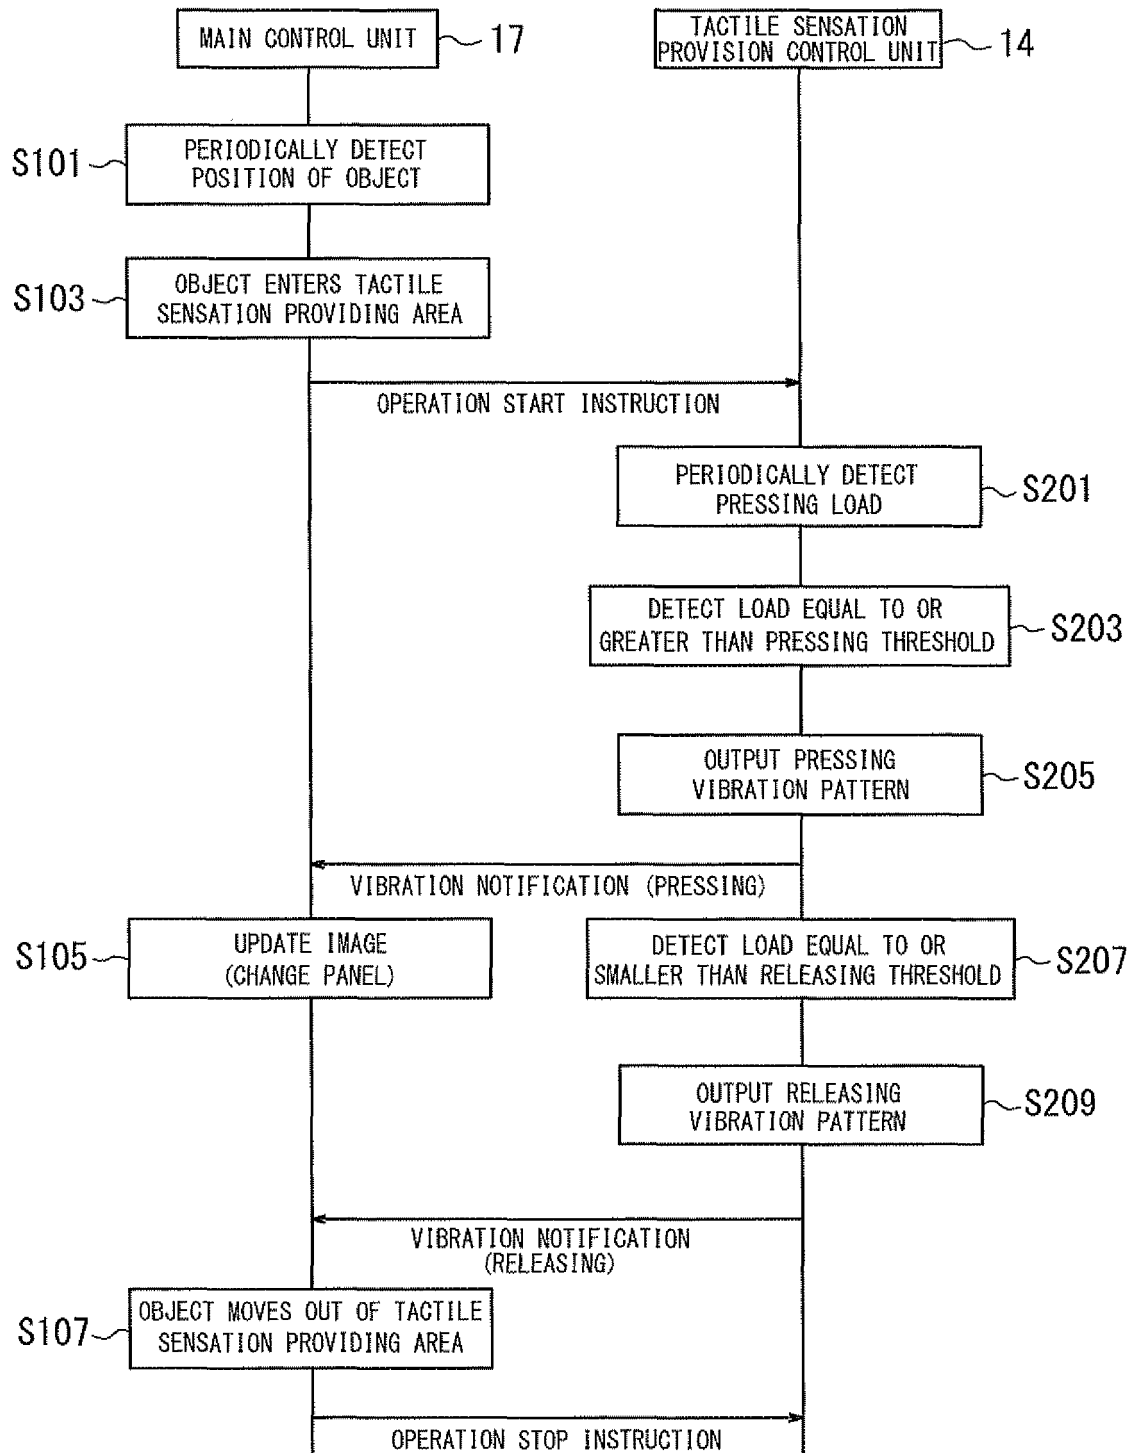 MAIN CONTROL UNIT
17
TACTILE SENSATION
PROVISION CONTROL UNIT
14
S101
PERIODICALLY DETECT
POSITION OF OBJECT
S103
OBJECT ENTERS TACTILE
SENSATION PROVIDING AREA
OPERATION START INSTRUCTION
PERIODICALLY DETECT
PRESSING LOAD
S201
DETECT LOAD EQUAL TO OR
GREATER THAN PRESSING THRESHOLD
S203
OUTPUT PRESSING
VIBRATION PATTERN
S205
VIBRATION NOTIFICATION (PRESSING)
S105
UPDATE IMAGE
(CHANGE PANEL)
DETECT LOAD EQUAL TO OR
SMALLER THAN RELEASING THRESHOLD
S207
OUTPUT RELEASING
VIBRATION PATTERN
S209
VIBRATION NOTIFICATION
(RELEASING)
S107
OBJECT MOVES OUT OF TACTILE
SENSATION PROVIDING AREA
OPERATION STOP INSTRUCTION